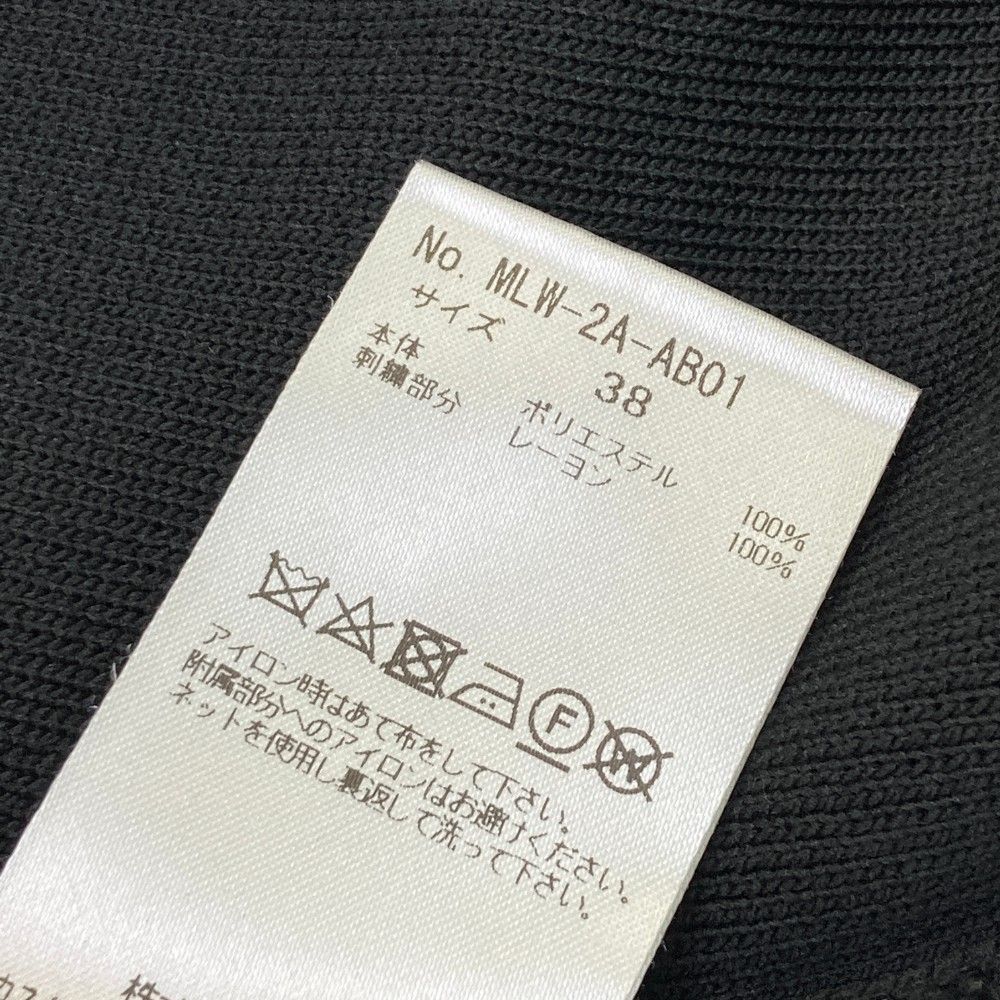 No. MLW-2A-AB01
サイズ 38
本体 ポリエステル 100%
刺繍部分 レーヨン 100%
F
W
アイロン時はあて布をして下さい。
附属部分へのアイロンはお避けください。
ネットを使用し裏返して洗って下さい。
株